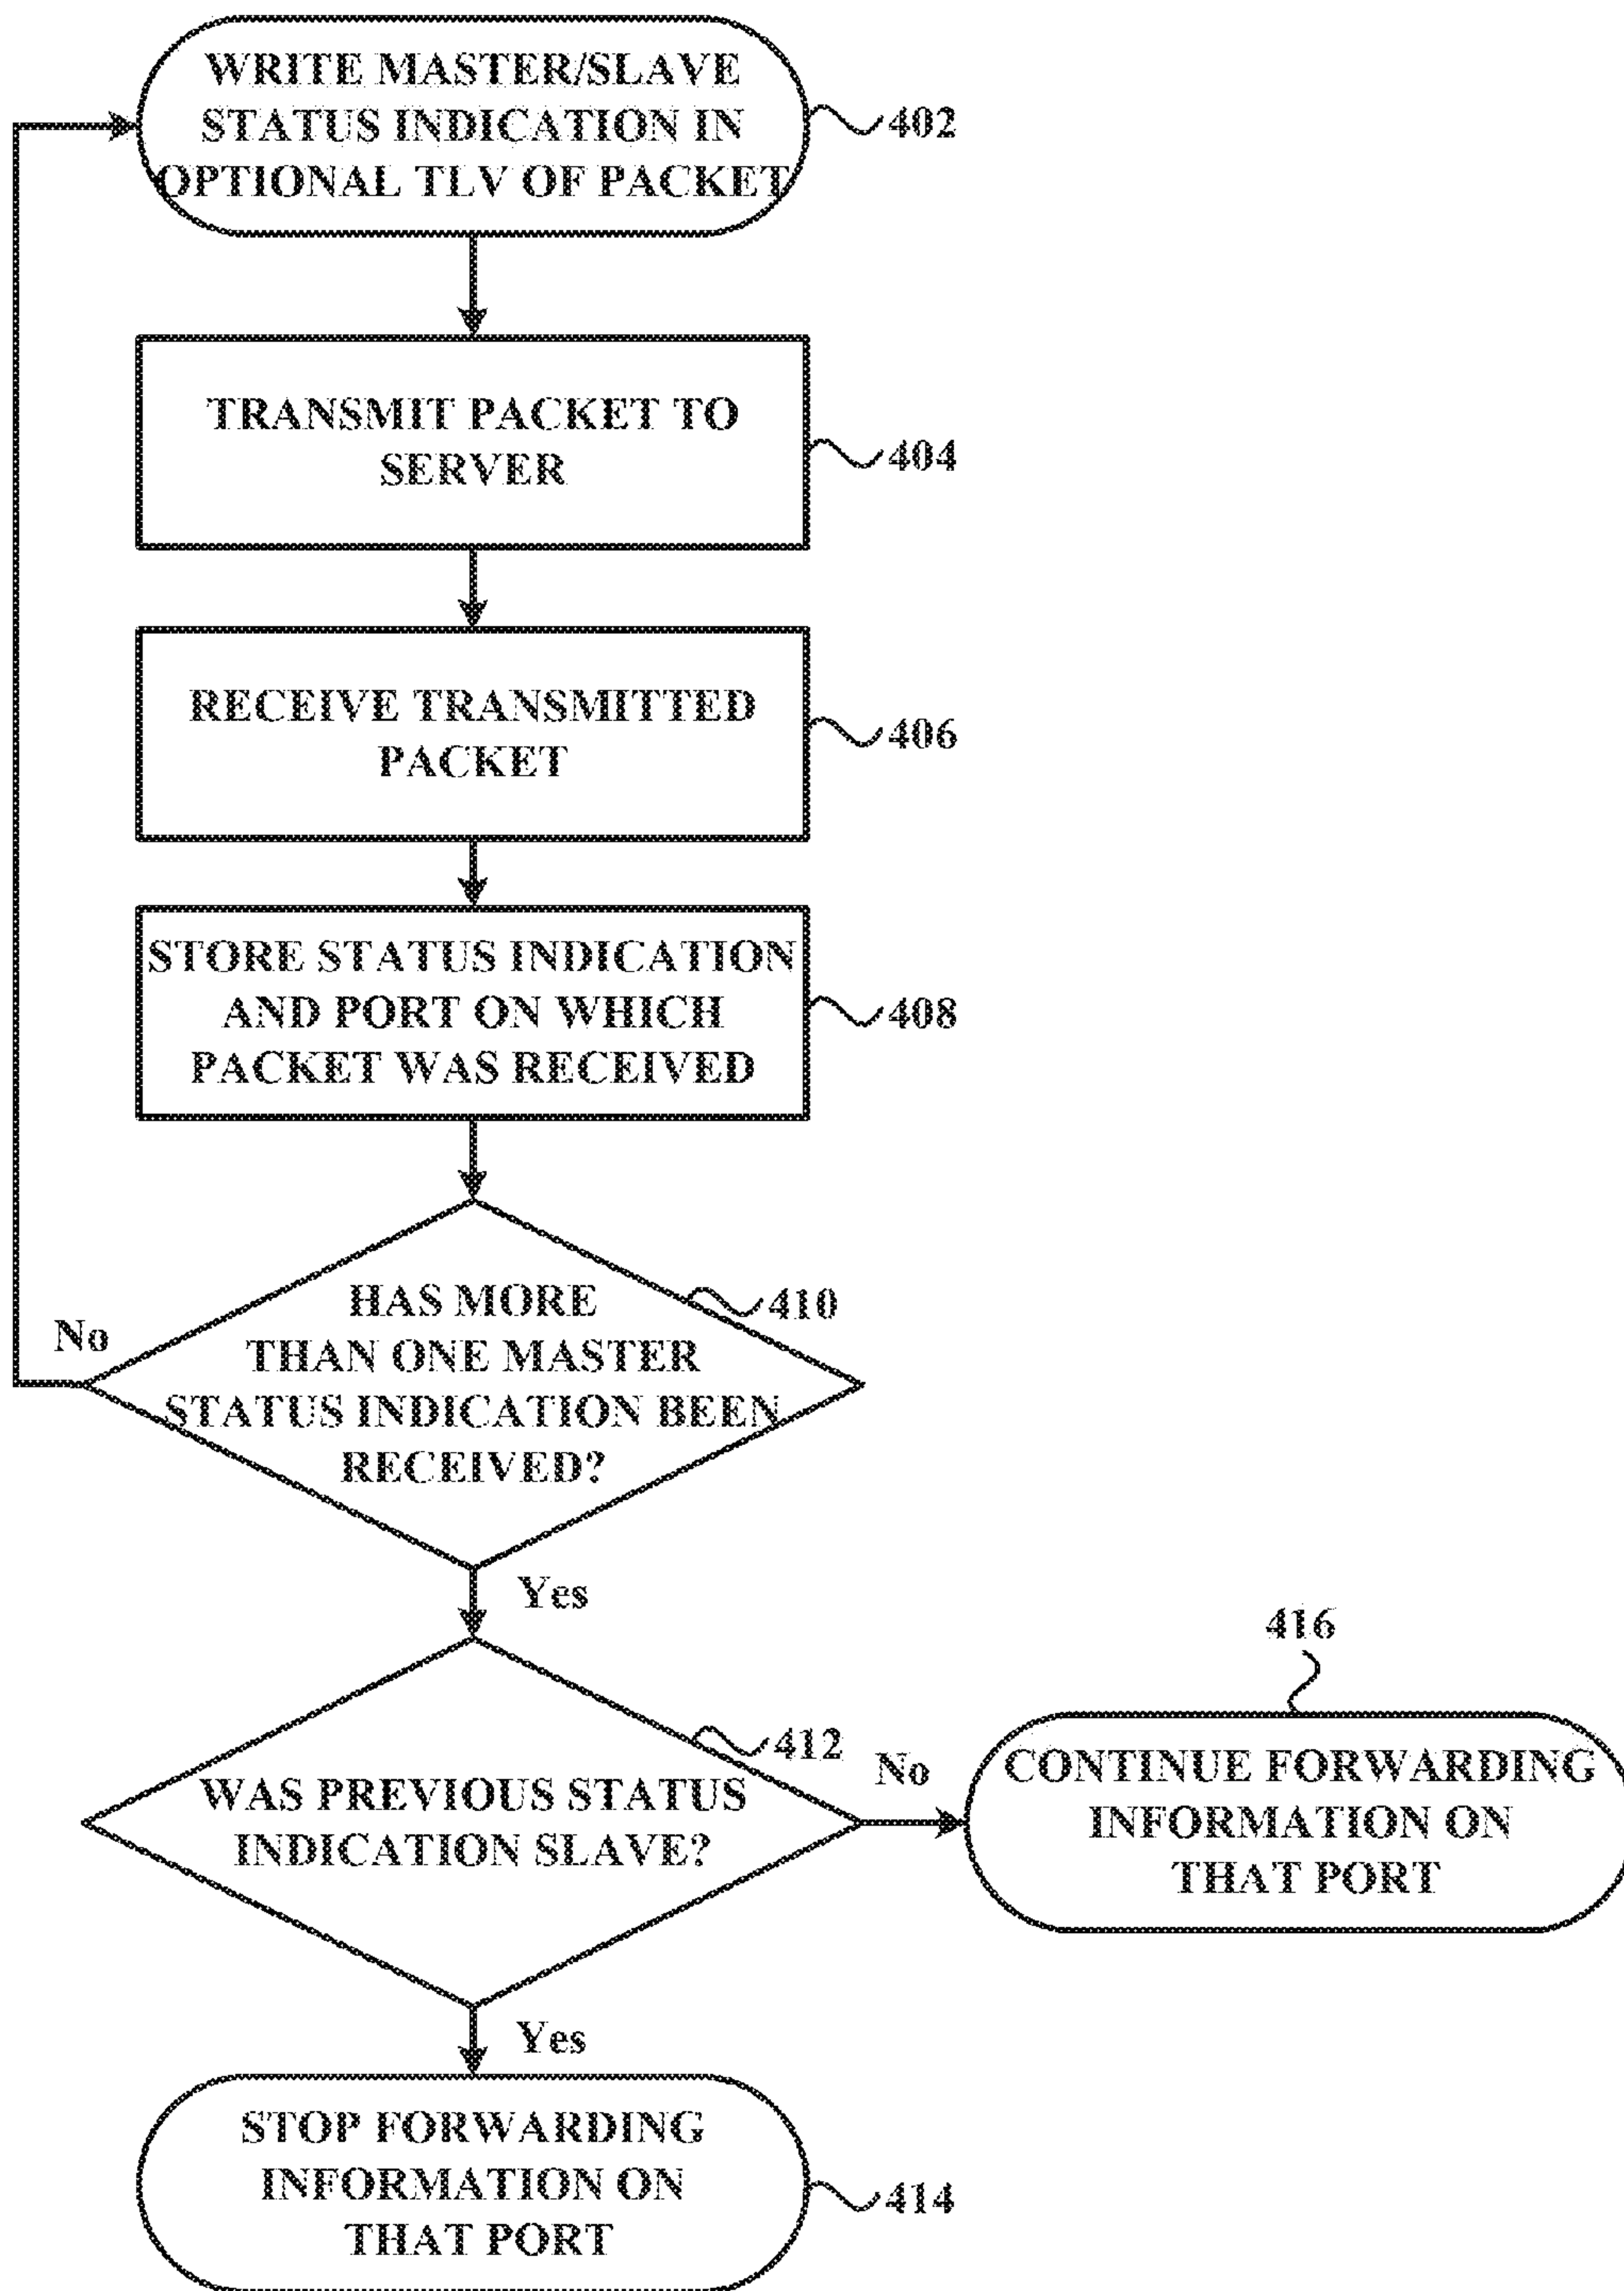 WRITE MASTER/SLAVE
STATUS INDICATION IN
OPTIONAL TLV OF PACKET
402
TRANSMIT PACKET TO
SERVER
404
RECEIVE TRANSMITTED
PACKET
406
STORE STATUS INDICATION
AND PORT ON WHICH
PACKET WAS RECEIVED
408
HAS MORE
THAN ONE MASTER
STATUS INDICATION BEEN
RECEIVED?
410
No
Yes
WAS PREVIOUS STATUS
INDICATION SLAVE?
412
No
416
CONTINUE FORWARDING
INFORMATION ON
THAT PORT
Yes
STOP FORWARDING
INFORMATION ON
THAT PORT
414